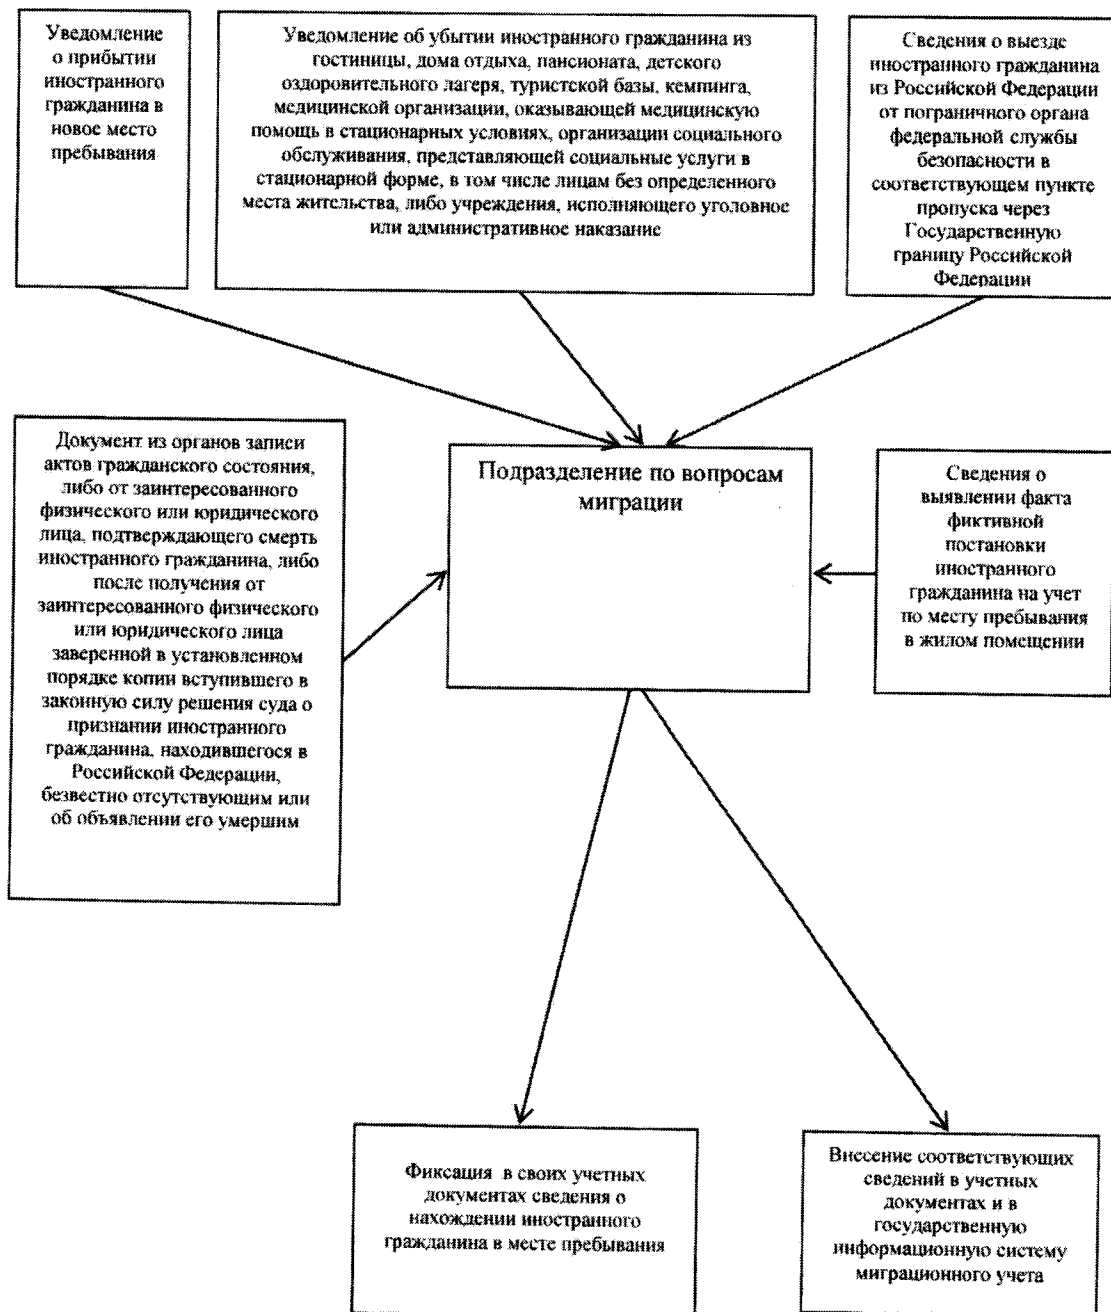 Уведомление
о прибытии
иностранного
гражданина в
новое место
пребывания
Уведомление об убытии иностранного гражданина из
гостиницы, дома отдыха, пансионата, детского
оздоровительного лагеря, туристской базы, кемпинга,
медицинской организации, оказывающей медицинскую
помощь в стационарных условиях, организации социального
обслуживания, представляющей социальные услуги в
стационарной форме, в том числе лицам без определенного
места жительства, либо учреждения, исполняющего уголовное
или административное наказание
Сведения о выезде
иностранного гражданина
из Российской Федерации
от пограничного органа
федеральной службы
безопасности в
соответствующем пункте
пропуска через
Государственную
границу Российской
Федерации
Документ из органов записи
актов гражданского состояния,
либо от заинтересованного
физического или юридического
лица, подтверждающего смерть
иностранного гражданина, либо
после получения от
заинтересованного физического
или юридического лица
заверенной в установленном
порядке копии вступившего в
законную силу решения суда о
признании иностранного
гражданина, находившегося в
Российской Федерации,
безвестно отсутствующим или
об объявлении его умершим
Подразделение по вопросам
миграции
Сведения о
выявлении факта
фиктивной
постановки
иностранного
гражданина на учет
по месту пребывания
в жилом помещении
Фиксация в своих учетных
документах сведения о
нахождении иностранного
гражданина в месте пребывания
Внесение соответствующих
сведений в учетных
документах и в
государственную
информационную систему
миграционного учета